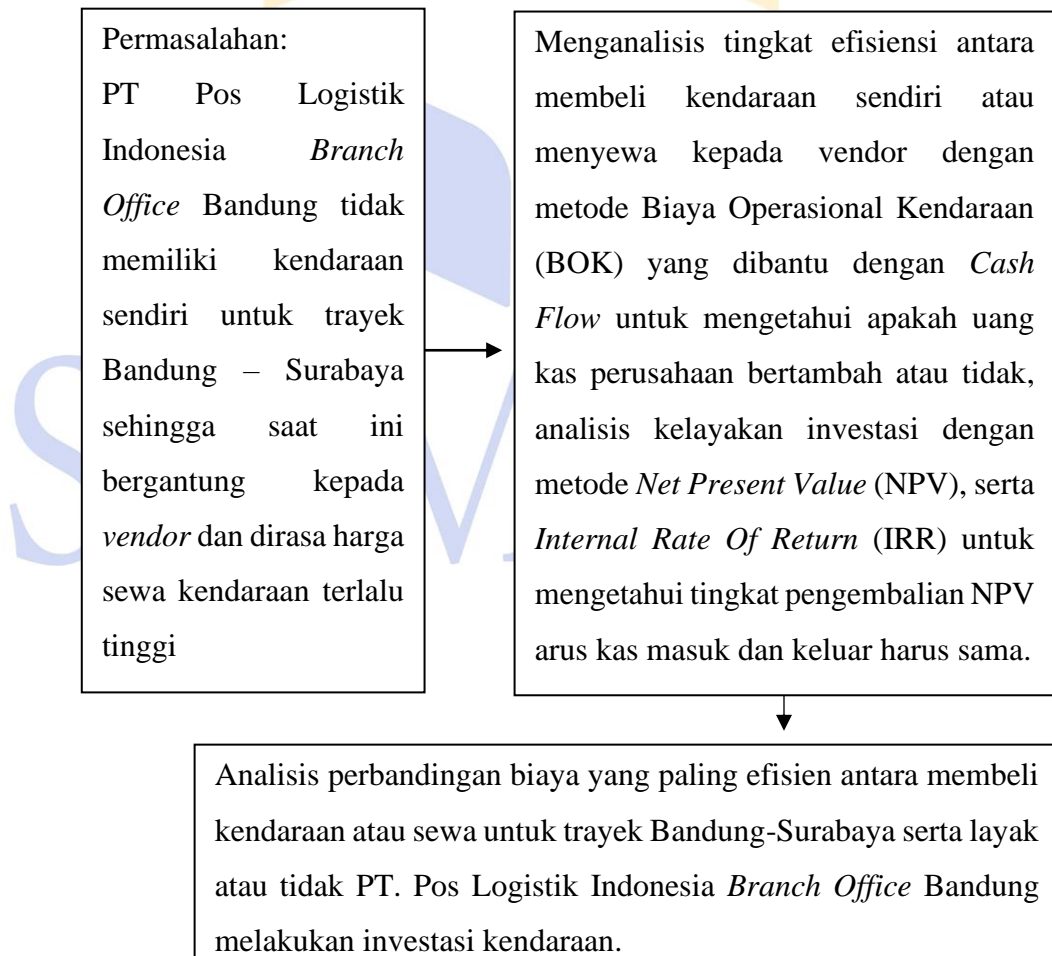 Permasalahan:
PT Pos Logistik
Indonesia Branch
Office Bandung tidak
memiliki kendaraan
sendiri untuk trayek
Bandung – Surabaya
sehingga saat ini
bergantung kepada
vendor dan dirasa harga
sewa kendaraan terlalu
tinggi
Menganalisis tingkat efisiensi antara
membeli kendaraan sendiri atau
menyewa kepada vendor dengan
metode Biaya Operasional Kendaraan
(BOK) yang dibantu dengan Cash
Flow untuk mengetahui apakah uang
kas perusahaan bertambah atau tidak,
analisis kelayakan investasi dengan
metode Net Present Value (NPV), serta
Internal Rate Of Return (IRR) untuk
mengetahui tingkat pengembalian NPV
arus kas masuk dan keluar harus sama.
Analisis perbandingan biaya yang paling efisien antara membeli
kendaraan atau sewa untuk trayek Bandung-Surabaya serta layak
atau tidak PT. Pos Logistik Indonesia Branch Office Bandung
melakukan investasi kendaraan.